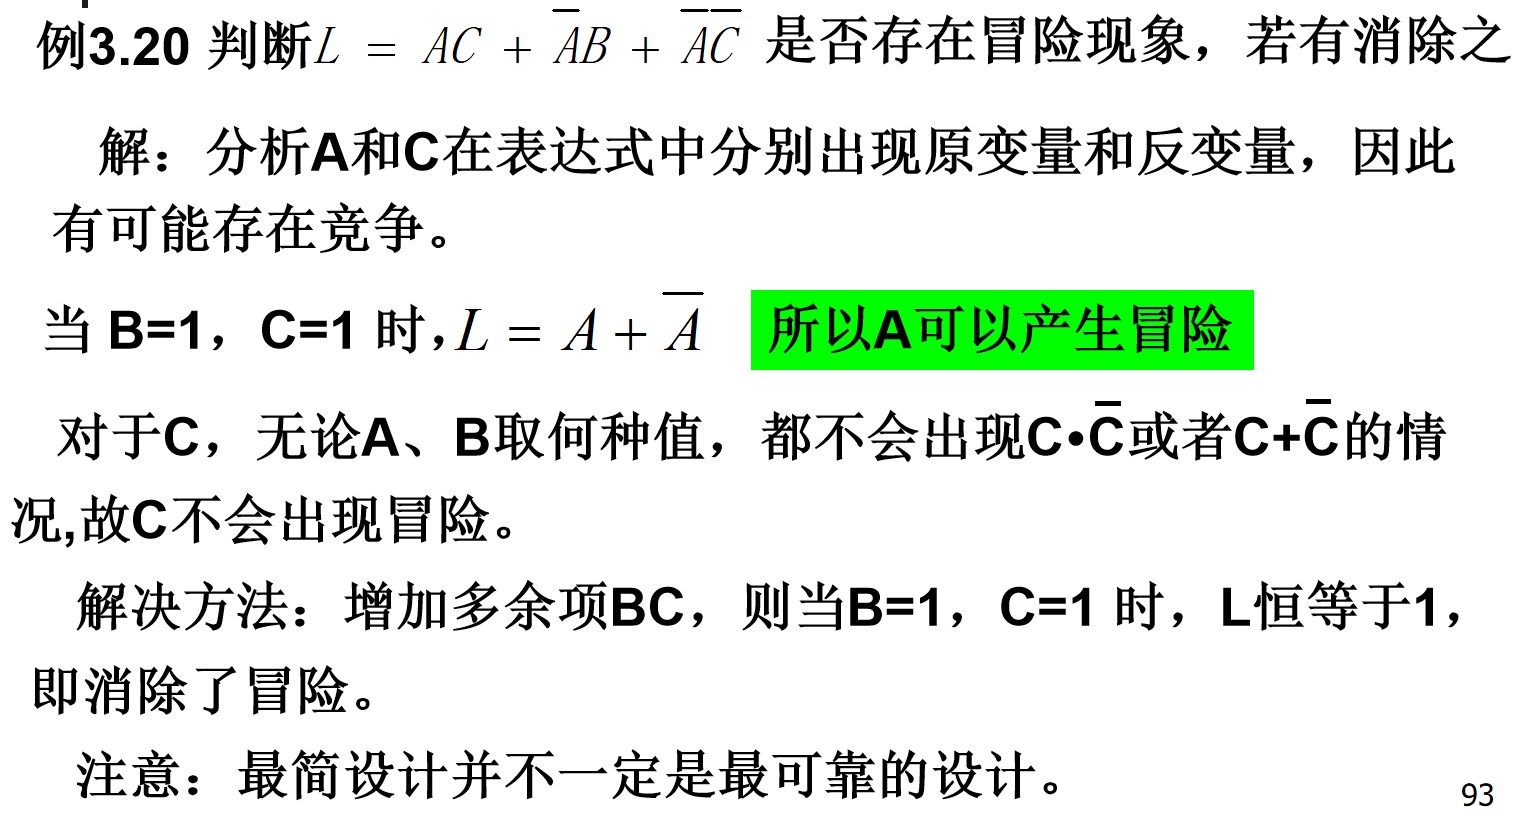 例3.20 判断L = AC + A̅B + A̅C̅ 是否存在冒险现象，若有消除之
解：分析A和C在表达式中分别出现原变量和反变量，因此
有可能存在竞争。
当 B=1，C=1 时，L = A + A̅ 所以A可以产生冒险
对于C，无论A、B取何种值，都不会出现C•C̅或者C+C̅的情
况,故C不会出现冒险。
解决方法：增加多余项BC，则当B=1，C=1 时，L恒等于1，
即消除了冒险。
注意：最简设计并不一定是最可靠的设计。
93